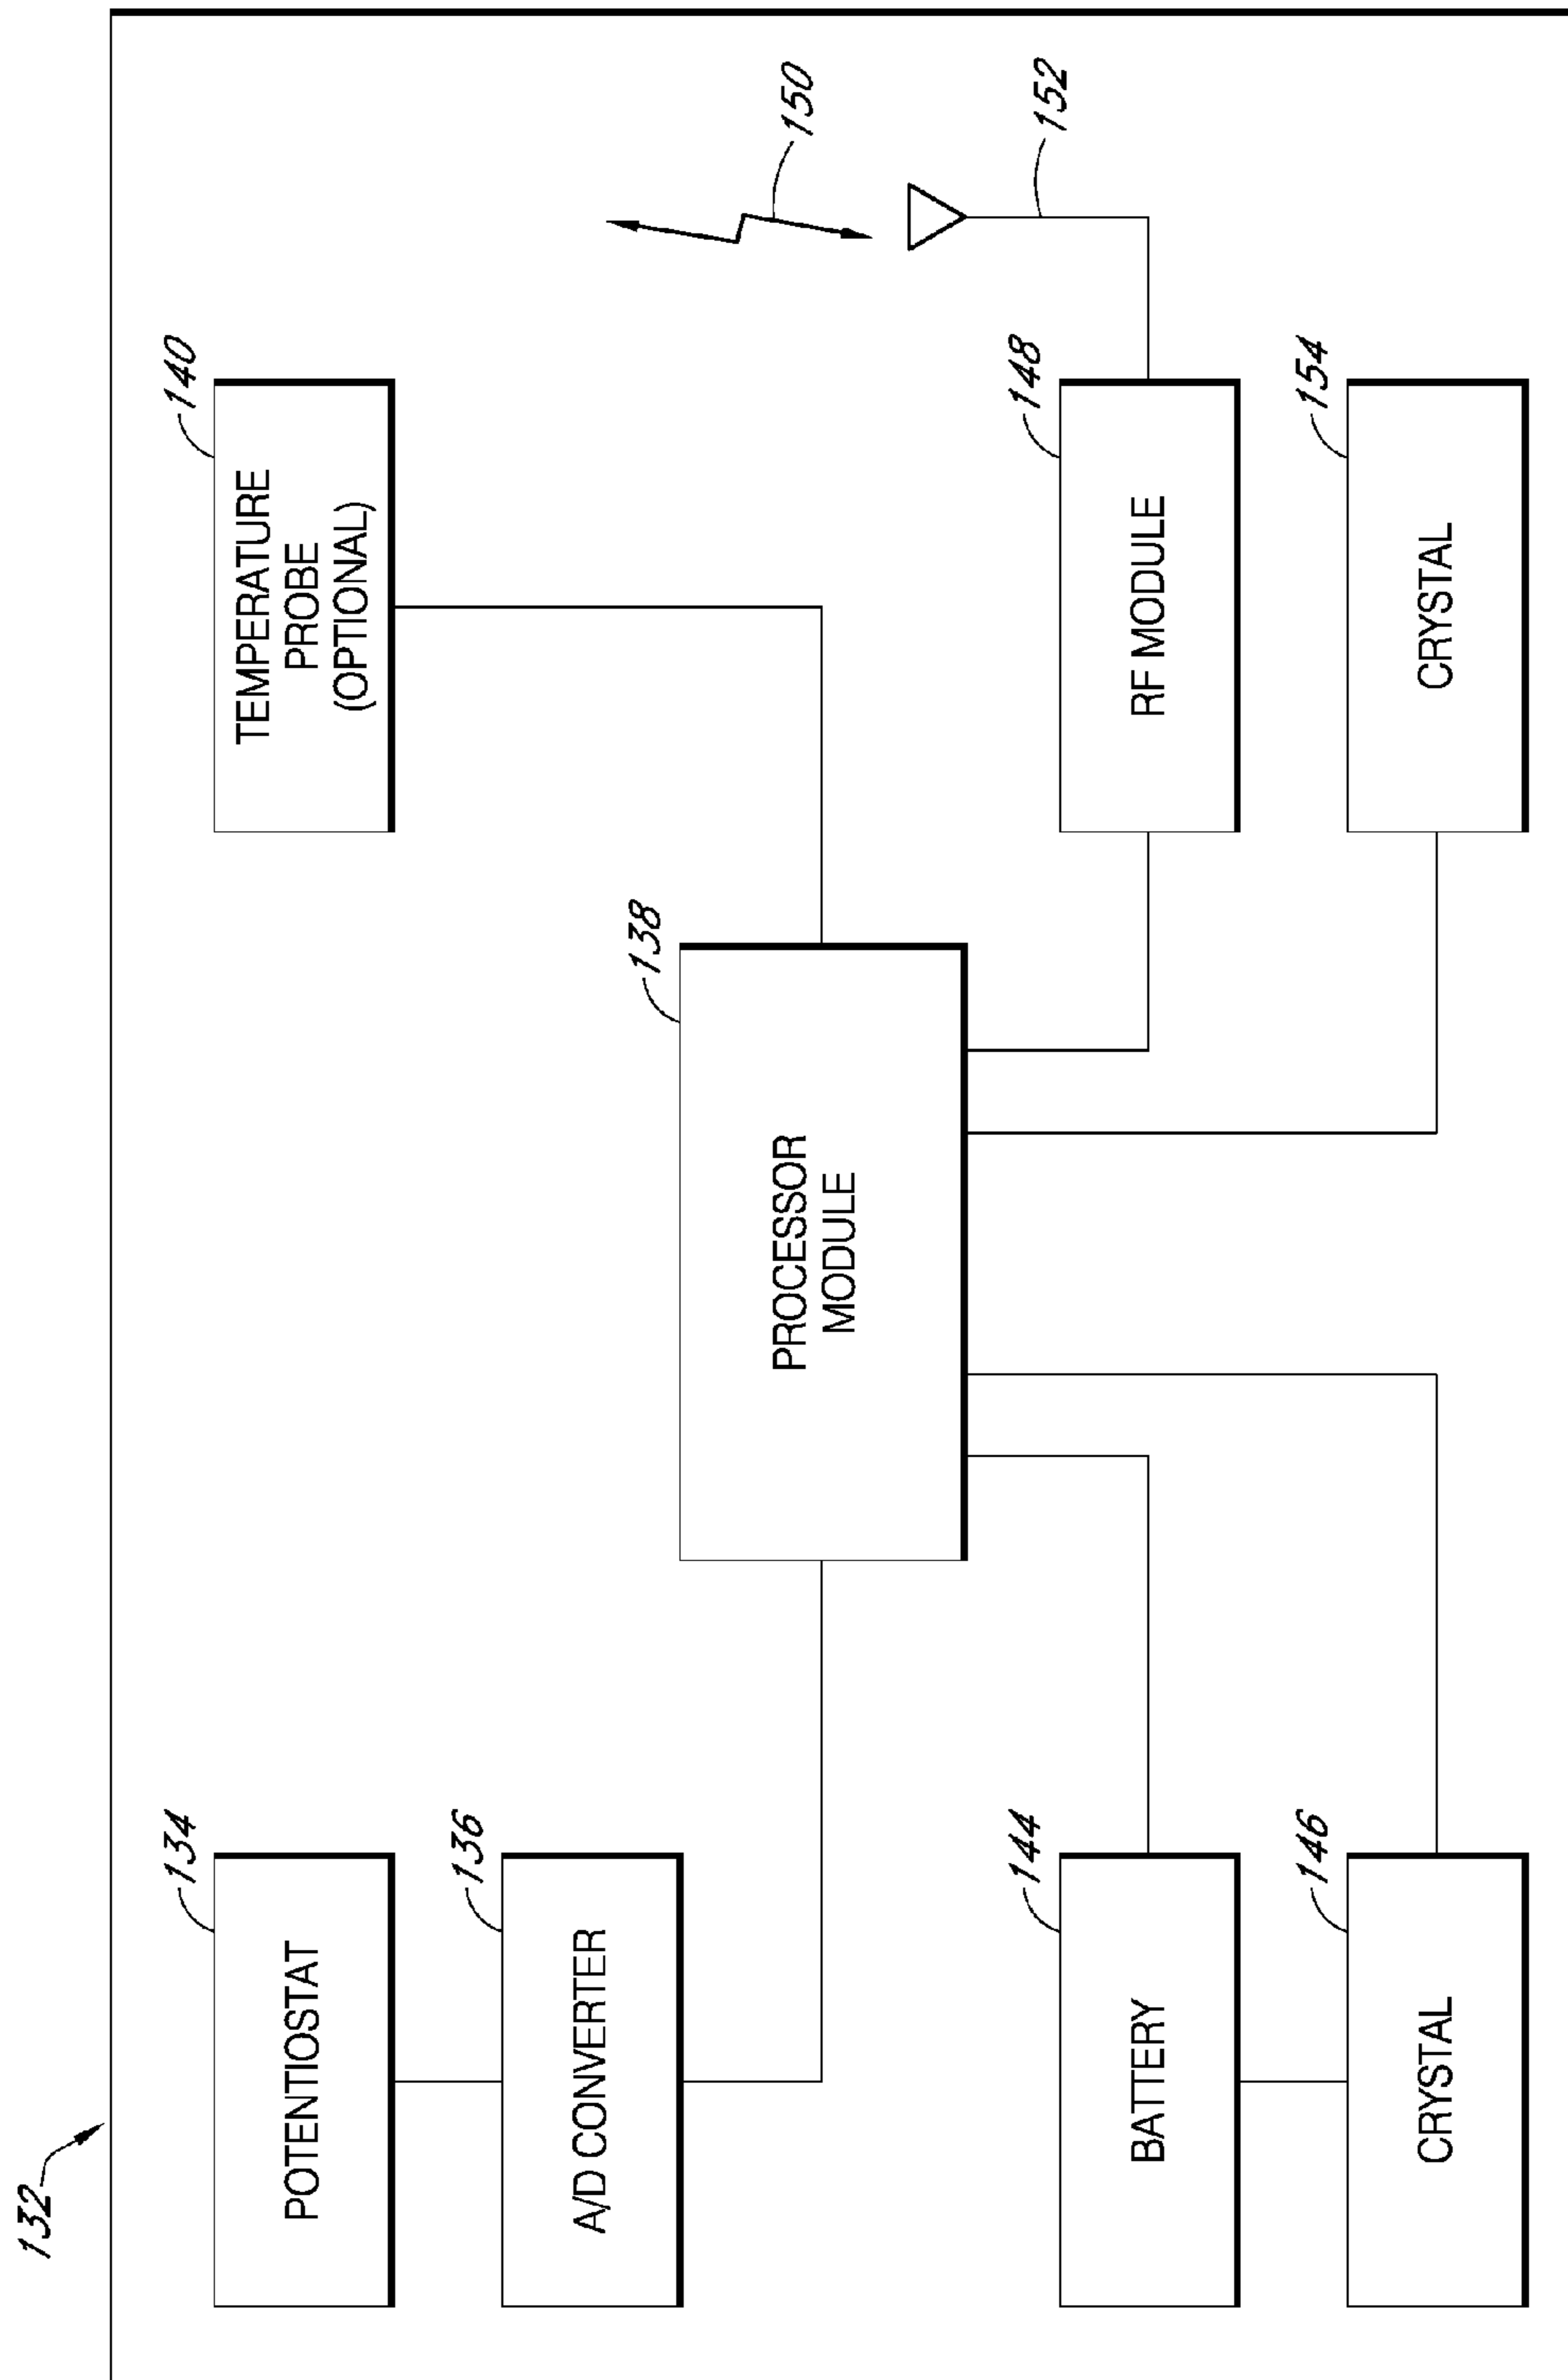 132
134
POTENTIOSTAT
140
TEMPERATURE
PROBE
(OPTIONAL)
136
A/D CONVERTER
138
PROCESSOR
MODULE
150
152
144
BATTERY
148
RF MODULE
146
CRYSTAL
154
CRYSTAL